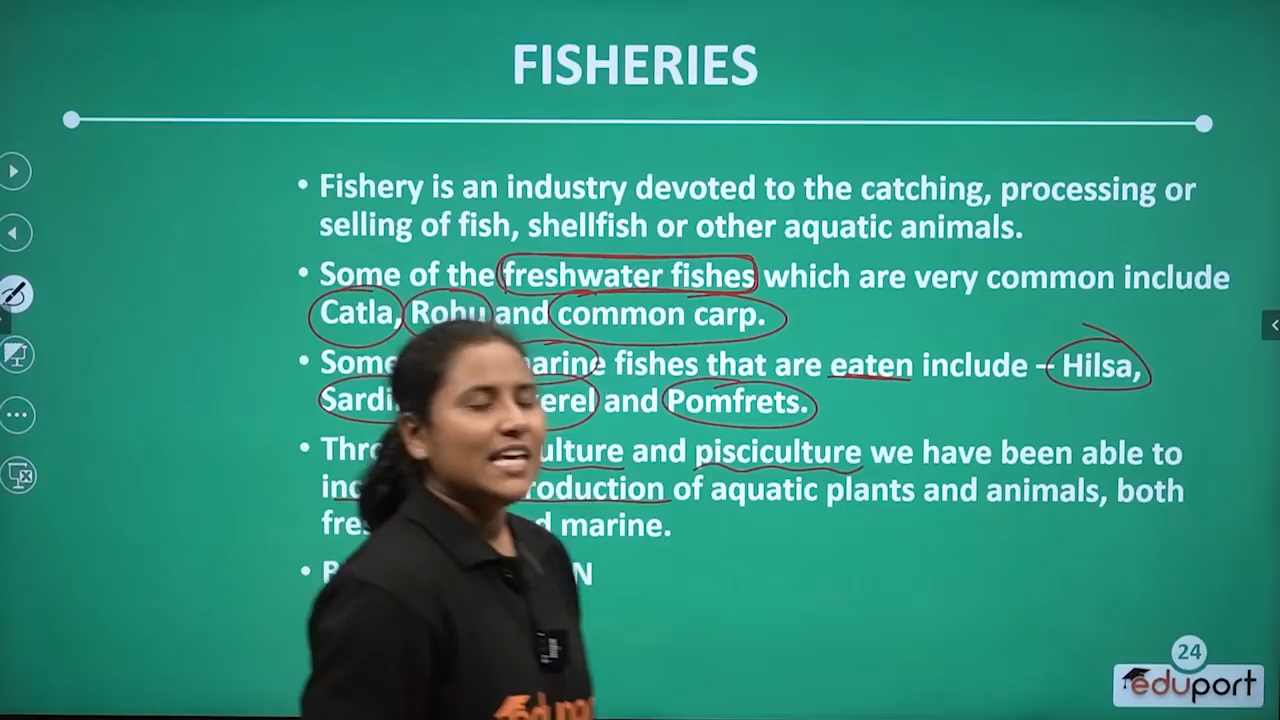 FISHERIES
• Fishery is an industry devoted to the catching, processing or
selling of fish, shellfish or other aquatic animals.
• Some of the freshwater fishes which are very common include
Catla, Rohu and common carp.
• Some fishes that are eaten include – Hilsa,
and Pomfrets.
• and pisciculture we have been able to
of aquatic plants and animals, both
marine.
24
eduport